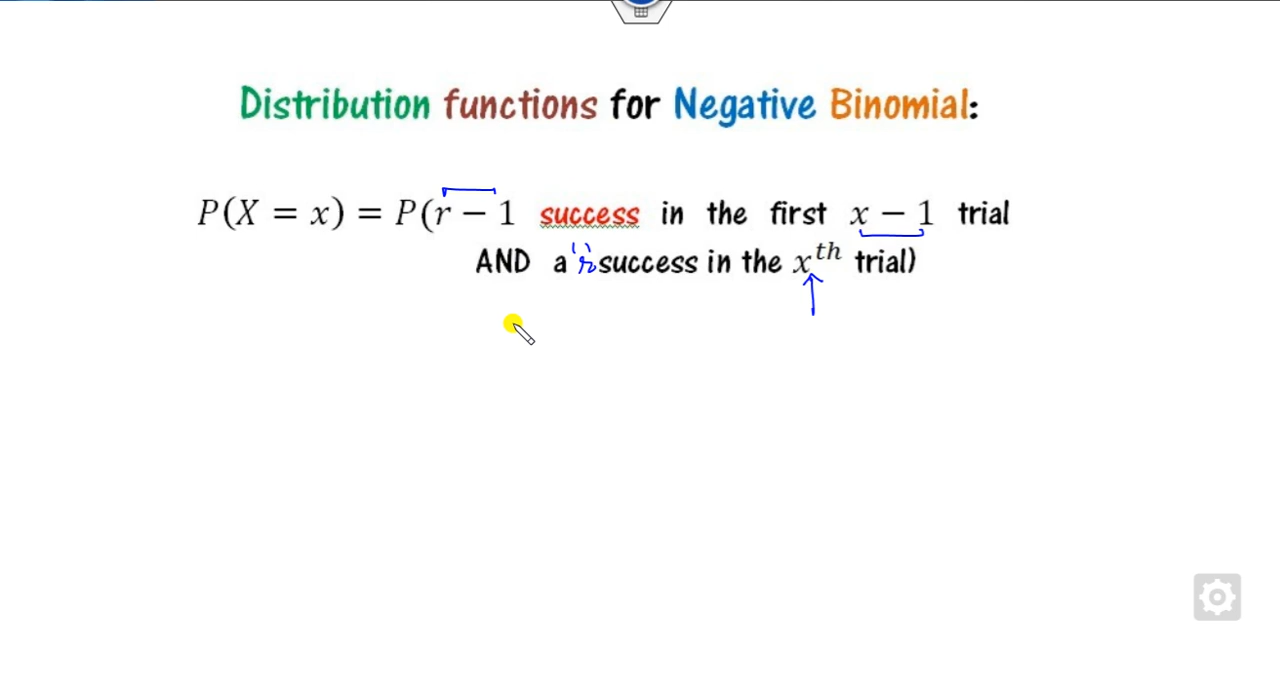 Distribution functions for Negative Binomial:
P(X = x) = P(r − 1 success in the first x − 1 trial
AND a "r" success in the x^th trial)